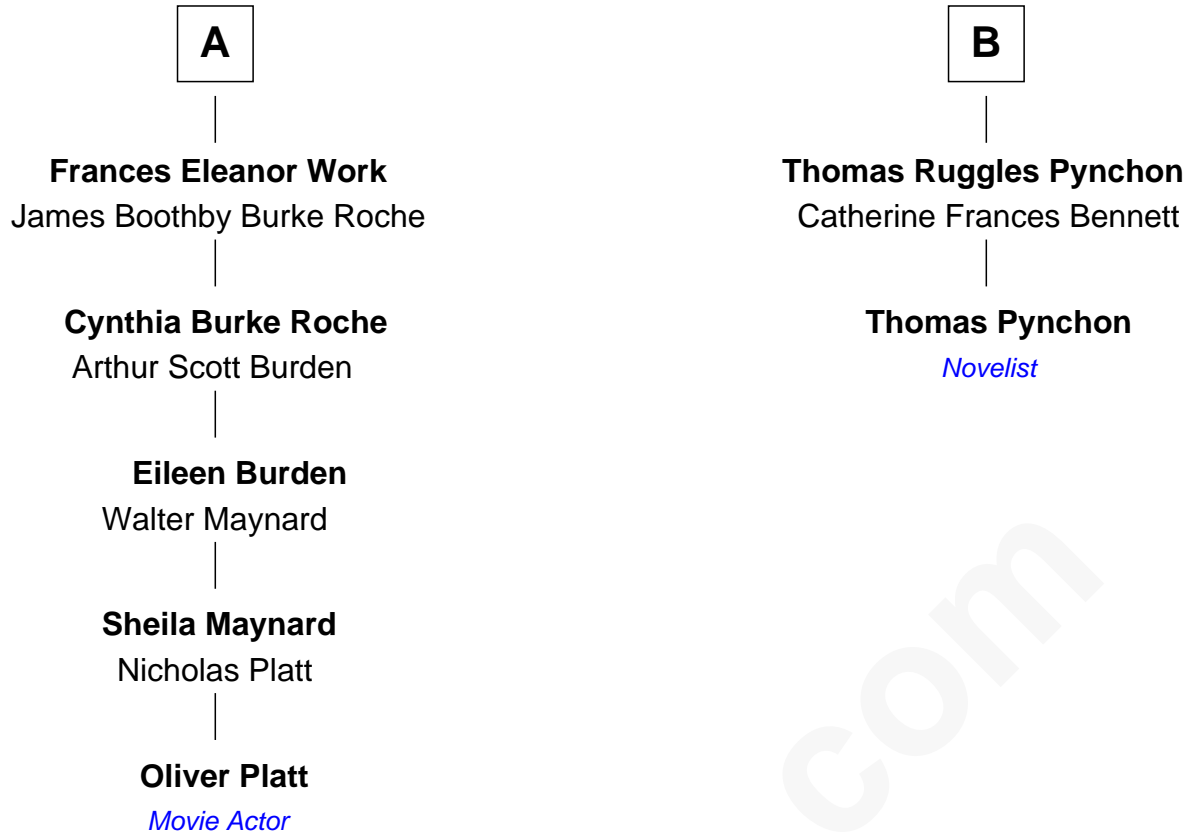 A
Frances Eleanor Work
James Boothby Burke Roche
Cynthia Burke Roche
Arthur Scott Burden
Eileen Burden
Walter Maynard
Sheila Maynard
Nicholas Platt
Oliver Platt
Movie Actor
B
Thomas Ruggles Pynchon
Catherine Frances Bennett
Thomas Pynchon
Novelist
com